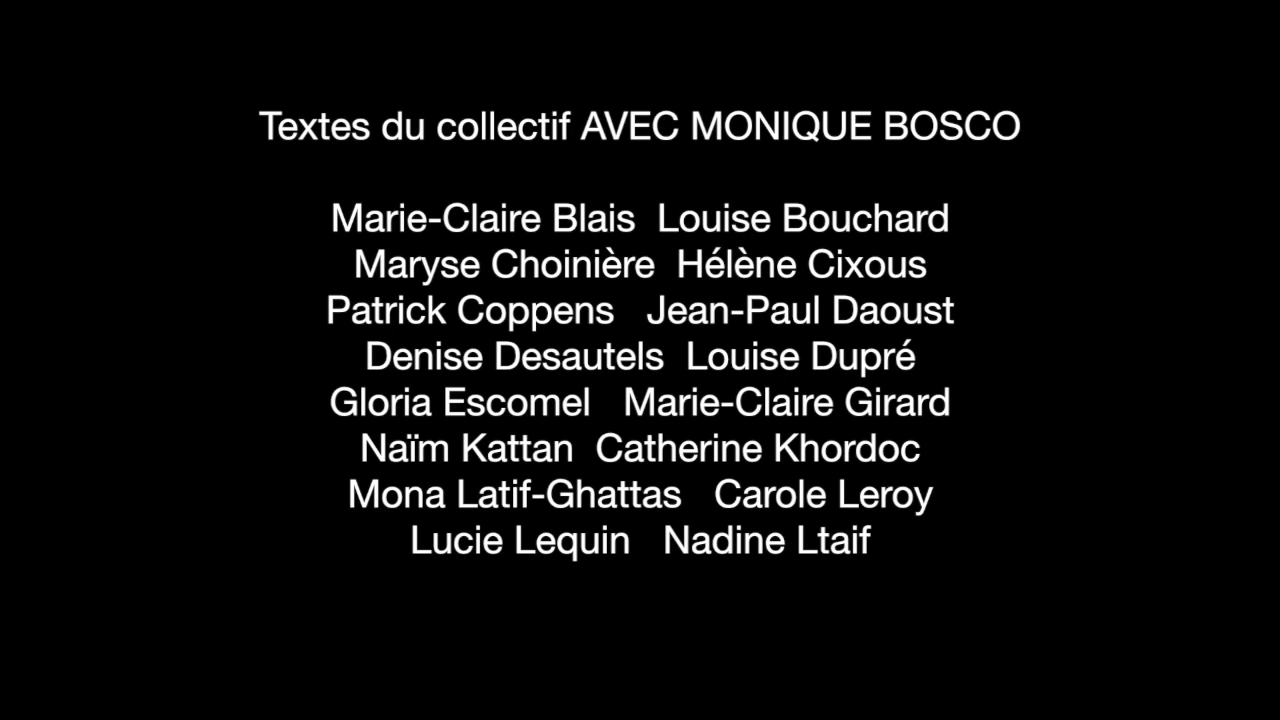 Textes du collectif AVEC MONIQUE BOSCO
Marie-Claire Blais  Louise Bouchard
Maryse Choinière  Hélène Cixous
Patrick Coppens   Jean-Paul Daoust
Denise Desautels  Louise Dupré
Gloria Escomel   Marie-Claire Girard
Naïm Kattan  Catherine Khordoc
Mona Latif-Ghattas   Carole Leroy
Lucie Lequin   Nadine Ltaif